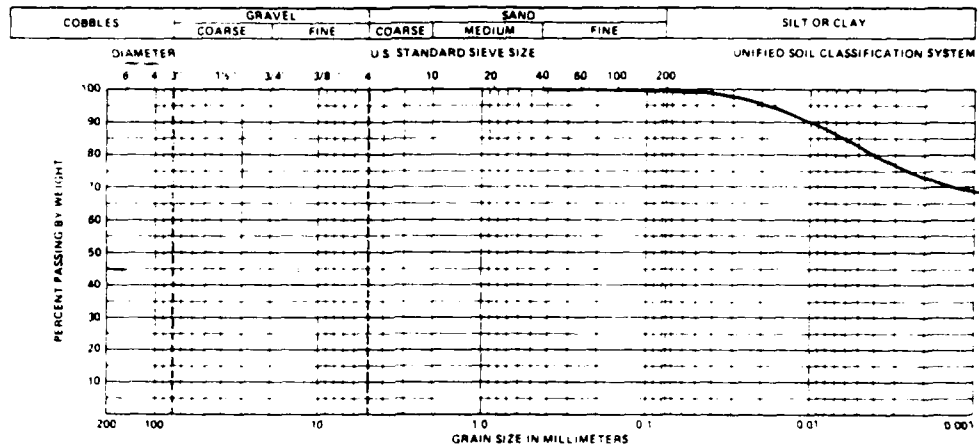 COBBLES GRAVEL SAND SILT OR CLAY
COARSE FINE COARSE MEDIUM FINE
DIAMETER U.S. STANDARD SIEVE SIZE UNIFIED SOIL CLASSIFICATION SYSTEM
6 4 3" 1½" 3/4" 3/8" 4 10 20 40 60 100 200
100
90
80
70
60
50
40
30
20
10
PERCENT PASSING BY WEIGHT
200 100 10 1.0 0.1 0.01 0.001
GRAIN SIZE IN MILLIMETERS